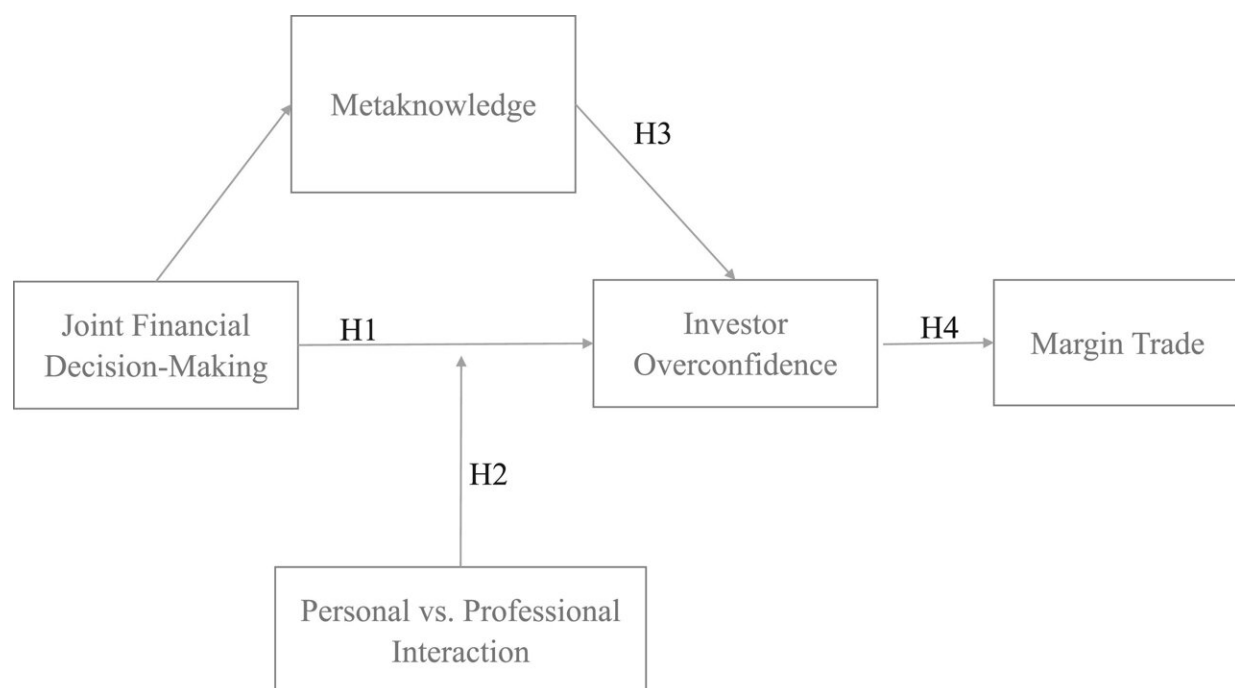 Metaknowledge
H3
Joint Financial
Decision-Making
H1
Investor
Overconfidence
H4
Margin Trade
H2
Personal vs. Professional
Interaction